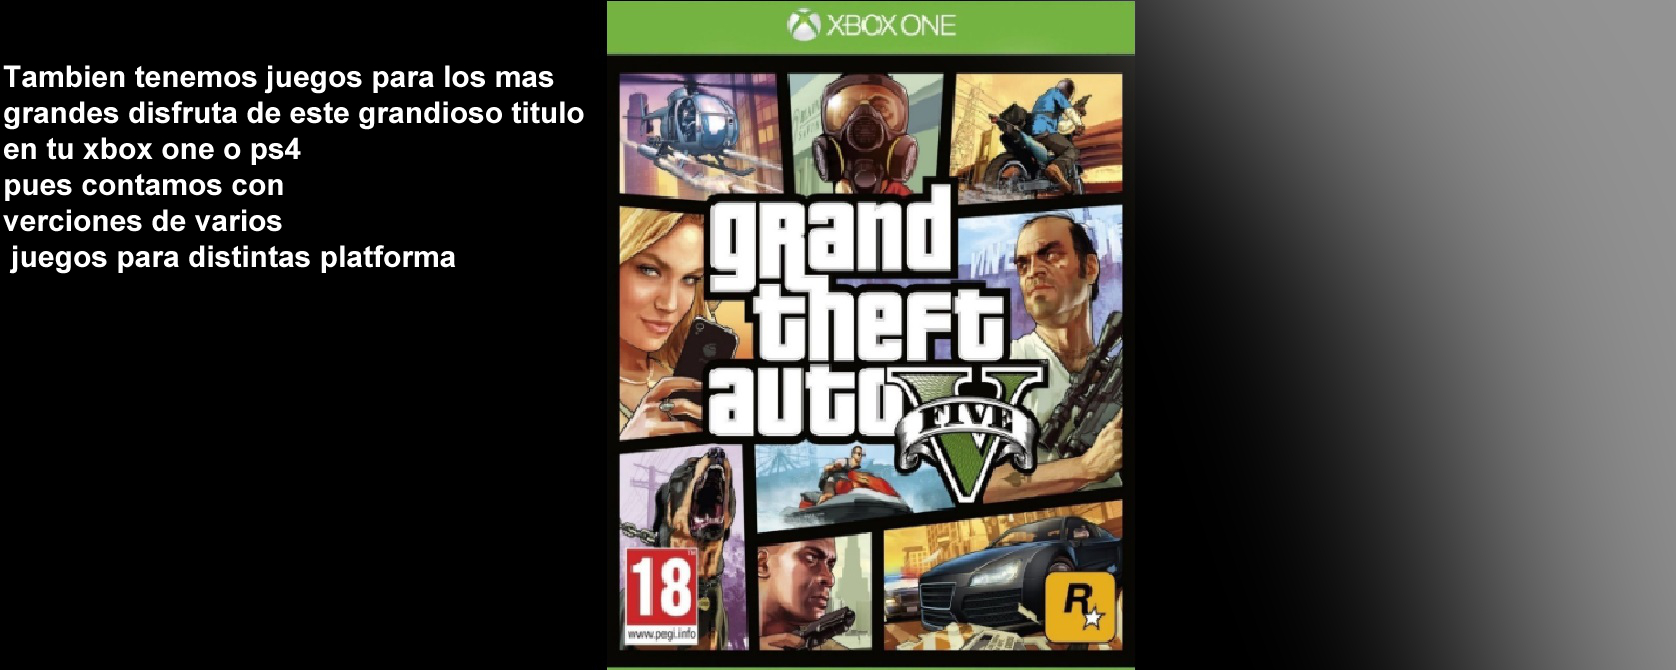 Tambien tenemos juegos para los mas
grandes disfruta de este grandioso titulo
en tu xbox one o ps4
pues contamos con
verciones de varios
juegos para distintas platforma
XBOX ONE
grand
theft
auto V
FIVE
18
www.pegi.info
R